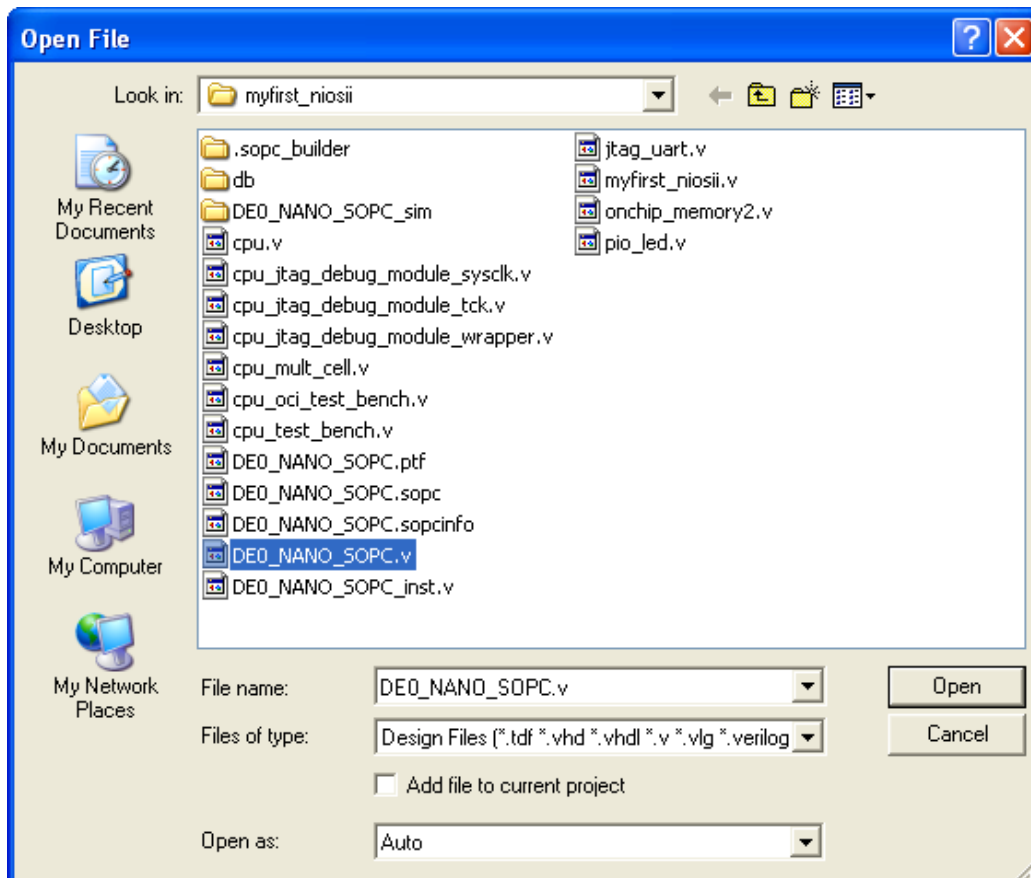 Open File
Look in: myfirst_niosii
My Recent
Documents
Desktop
My Documents
My Computer
My Network
Places
.sopc_builder
db
DE0_NANO_SOPC_sim
cpu.v
cpu_jtag_debug_module_sysclk.v
cpu_jtag_debug_module_tck.v
cpu_jtag_debug_module_wrapper.v
cpu_mult_cell.v
cpu_oci_test_bench.v
cpu_test_bench.v
DE0_NANO_SOPC.ptf
DE0_NANO_SOPC.sopc
DE0_NANO_SOPC.sopcinfo
DE0_NANO_SOPC.v
DE0_NANO_SOPC_inst.v
jtag_uart.v
myfirst_niosii.v
onchip_memory2.v
pio_led.v
File name: DE0_NANO_SOPC.v Open
Files of type: Design Files (*.tdf *.vhd *.vhdl *.v *.vlg *.verilog Cancel
Add file to current project
Open as: Auto